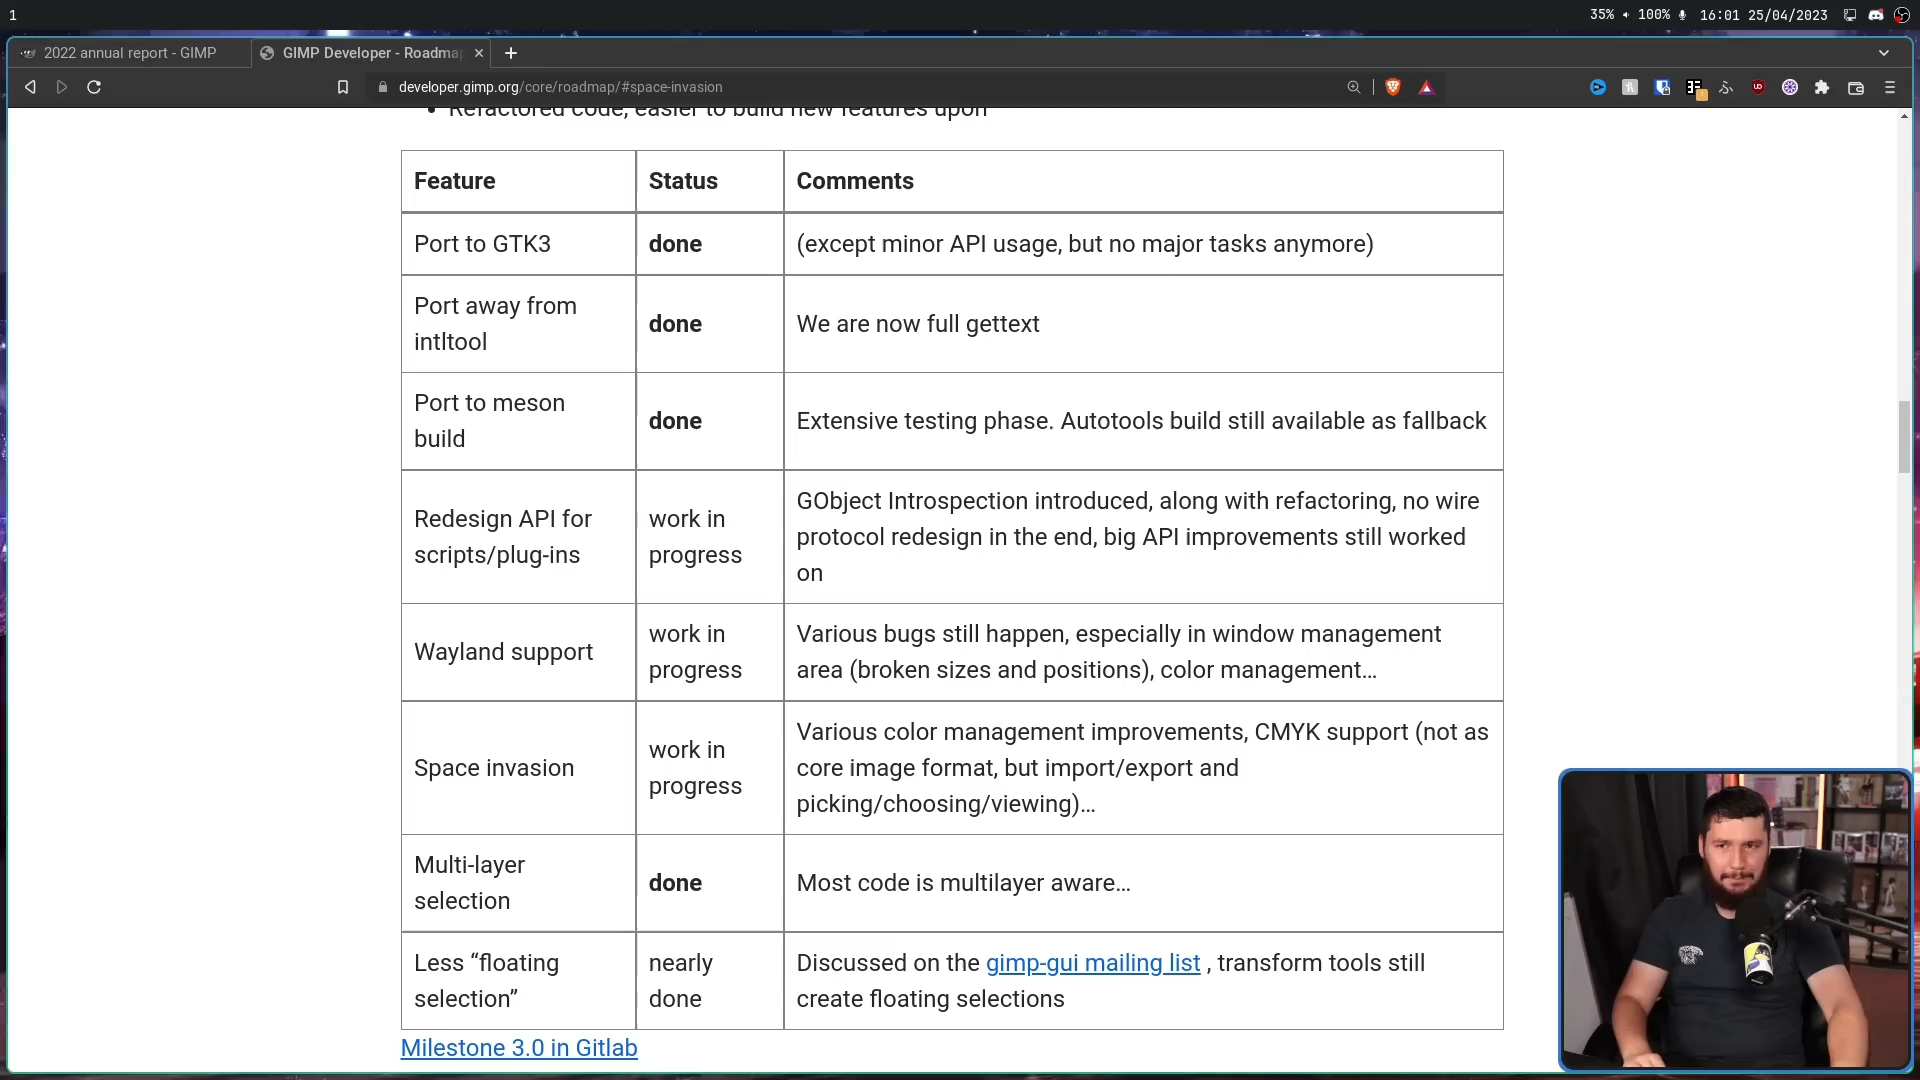 1
35% 100% 16:01 25/04/2023
2022 annual report - GIMP
GIMP Developer - Roadma
developer.gimp.org/core/roadmap/#space-invasion
• Refactored code, easier to build new features upon
Feature Status Comments
Port to GTK3 done (except minor API usage, but no major tasks anymore)
Port away from
intltool
done
We are now full gettext
Port to meson
build
done
Extensive testing phase. Autotools build still available as fallback
Redesign API for
scripts/plug-ins
work in
progress
GObject Introspection introduced, along with refactoring, no wire
protocol redesign in the end, big API improvements still worked
on
Wayland support
work in
progress
Various bugs still happen, especially in window management
area (broken sizes and positions), color management…
Space invasion
work in
progress
Various color management improvements, CMYK support (not as
core image format, but import/export and
picking/choosing/viewing)…
Multi-layer
selection
done
Most code is multilayer aware…
Less “floating
selection”
nearly
done
Discussed on the gimp-gui mailing list , transform tools still
create floating selections
Milestone 3.0 in Gitlab